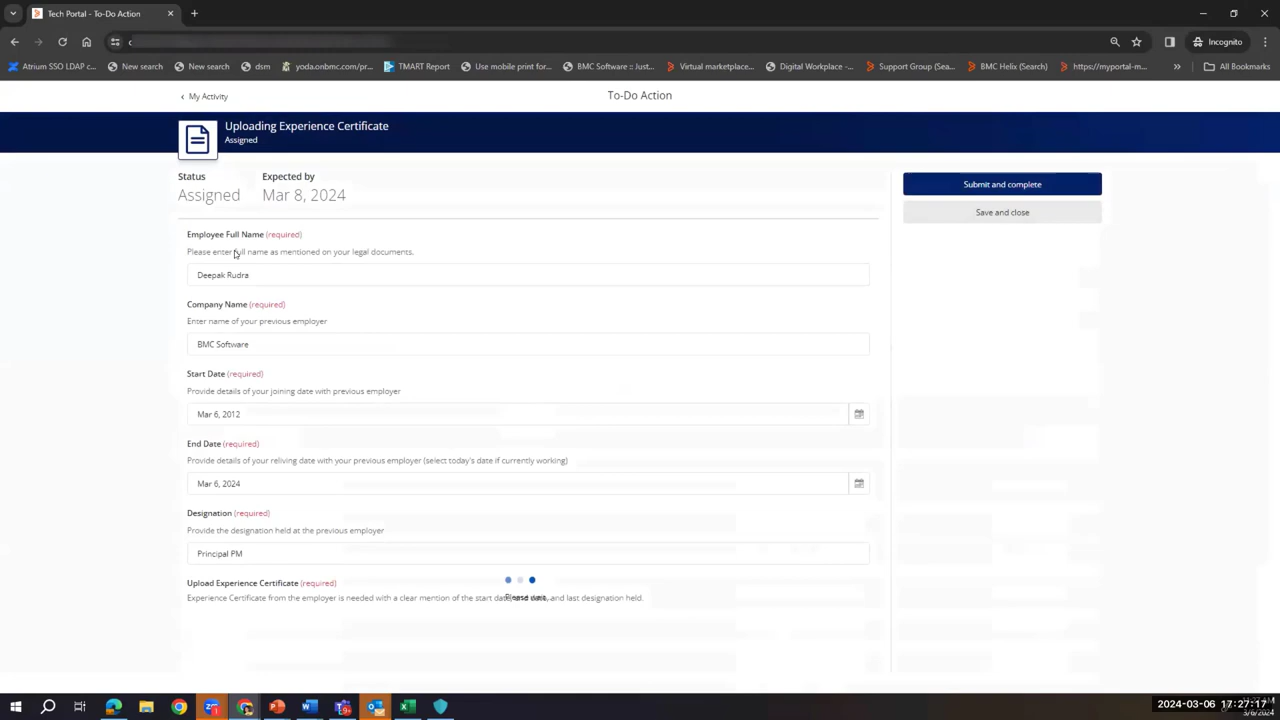 Tech Portal - To-Do Action
Incognito
Atrium SSO LDAP c...
New search
New search
dsm
yoda.onbmc.com/pr...
TMART Report
Use mobile print for...
BMC Software :: Just...
Virtual marketplace...
Digital Workplace -...
Support Group (Sea...
BMC Helix (Search)
https://myportal-m...
»
All Bookmarks
My Activity
To-Do Action
Uploading Experience Certificate
Assigned
Status
Expected by
Assigned
Mar 8, 2024
Submit and complete
Save and close
Employee Full Name (required)
Please enter full name as mentioned on your legal documents.
Deepak Rudra
Company Name (required)
Enter name of your previous employer
BMC Software
Start Date (required)
Provide details of your joining date with previous employer
Mar 6, 2012
End Date (required)
Provide details of your reliving date with your previous employer (select today's date if currently working)
Mar 6, 2024
Designation (required)
Provide the designation held at the previous employer
Principal PM
Upload Experience Certificate (required)
Experience Certificate from the employer is needed with a clear mention of the start date, and last designation held.
Please wait...
2024-03-06 17:27:17
3/6/2024